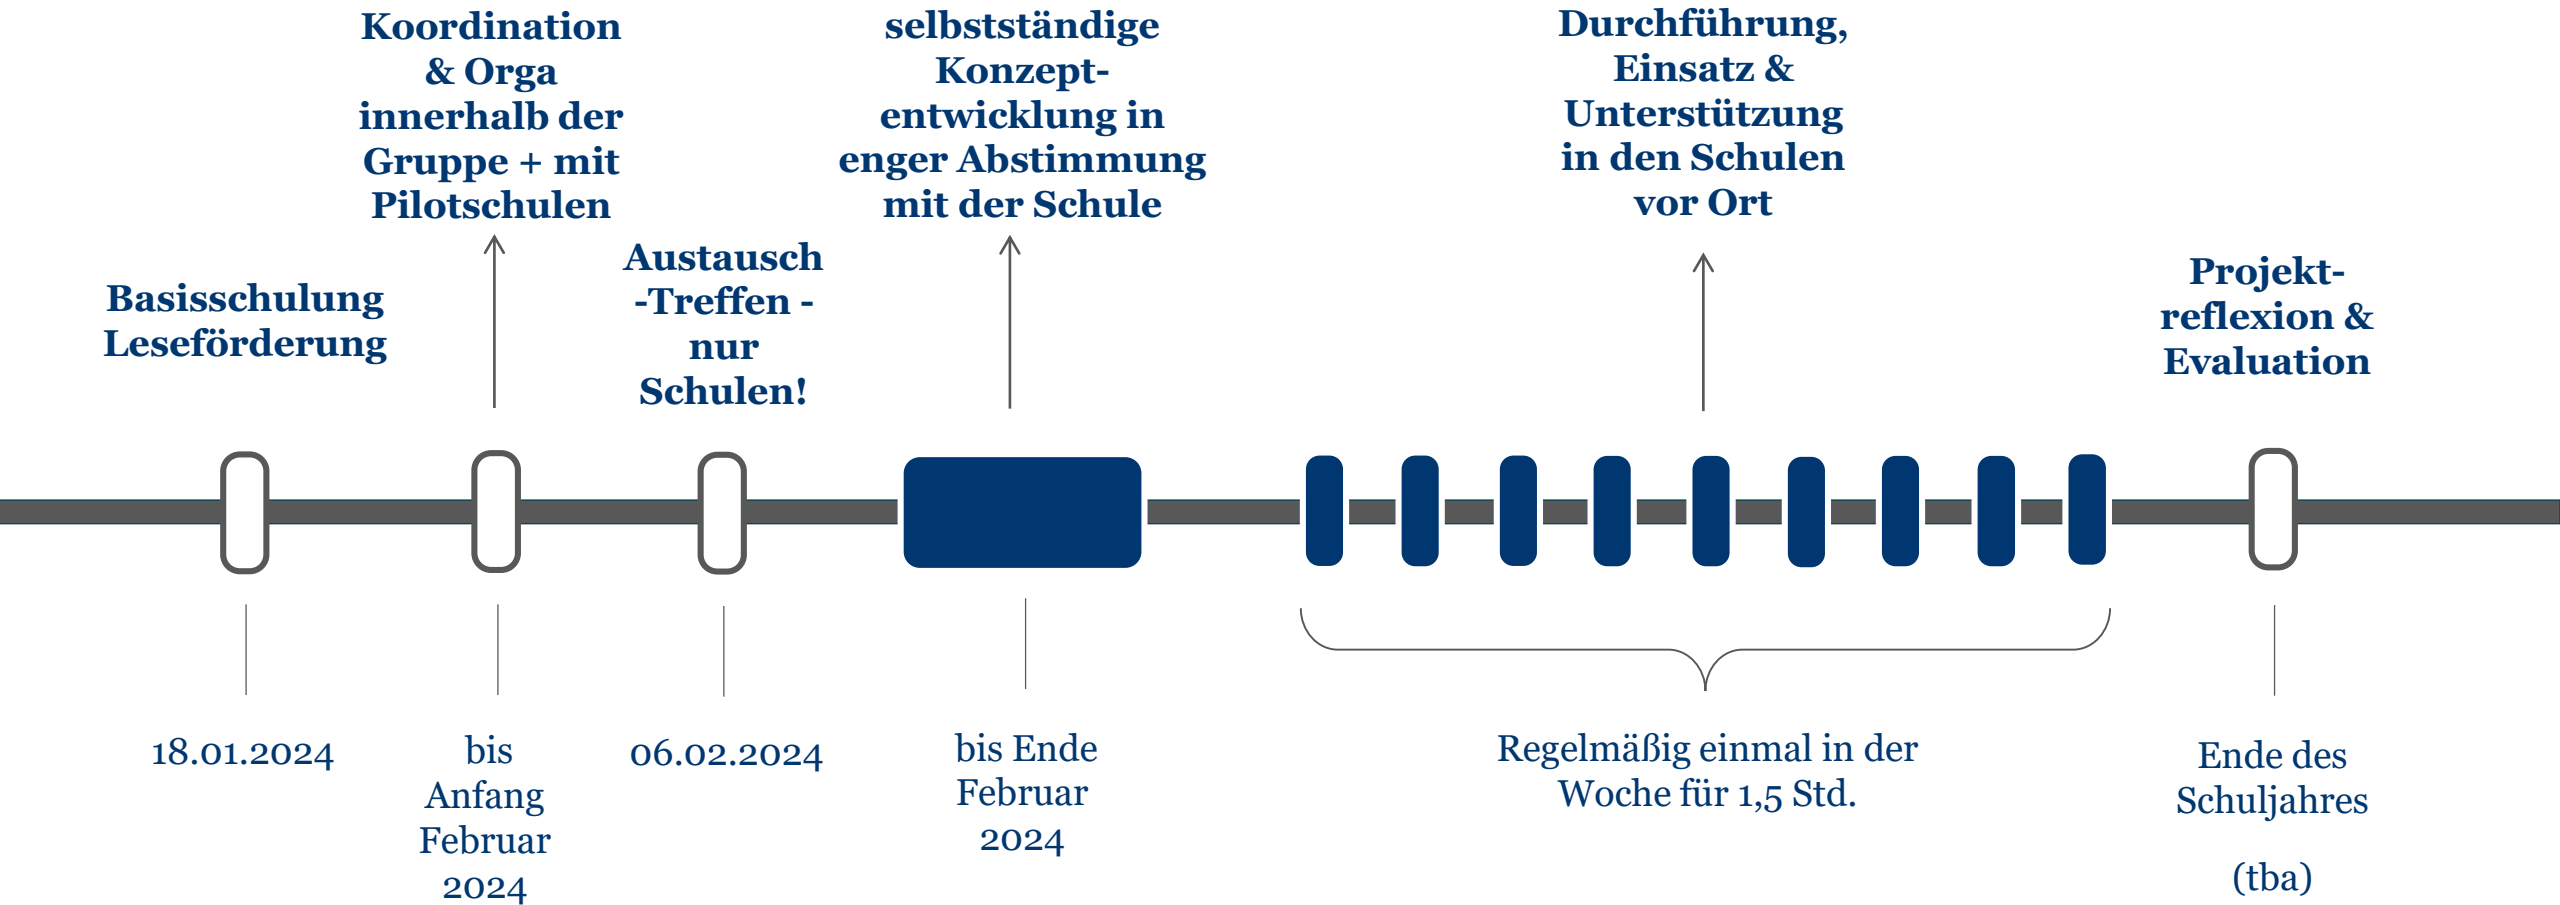 Basisschulung
Leseförderung
Koordination
& Orga
innerhalb der
Gruppe + mit
Pilotschulen
Austausch
-Treffen -
nur
Schulen!
selbstständige
Konzept-
entwicklung in
enger Abstimmung
mit der Schule
Durchführung,
Einsatz &
Unterstützung
in den Schulen
vor Ort
Projekt-
reflexion &
Evaluation
18.01.2024
bis
Anfang
Februar
2024
06.02.2024
bis Ende
Februar
2024
Regelmäßig einmal in der
Woche für 1,5 Std.
Ende des
Schuljahres
(tba)